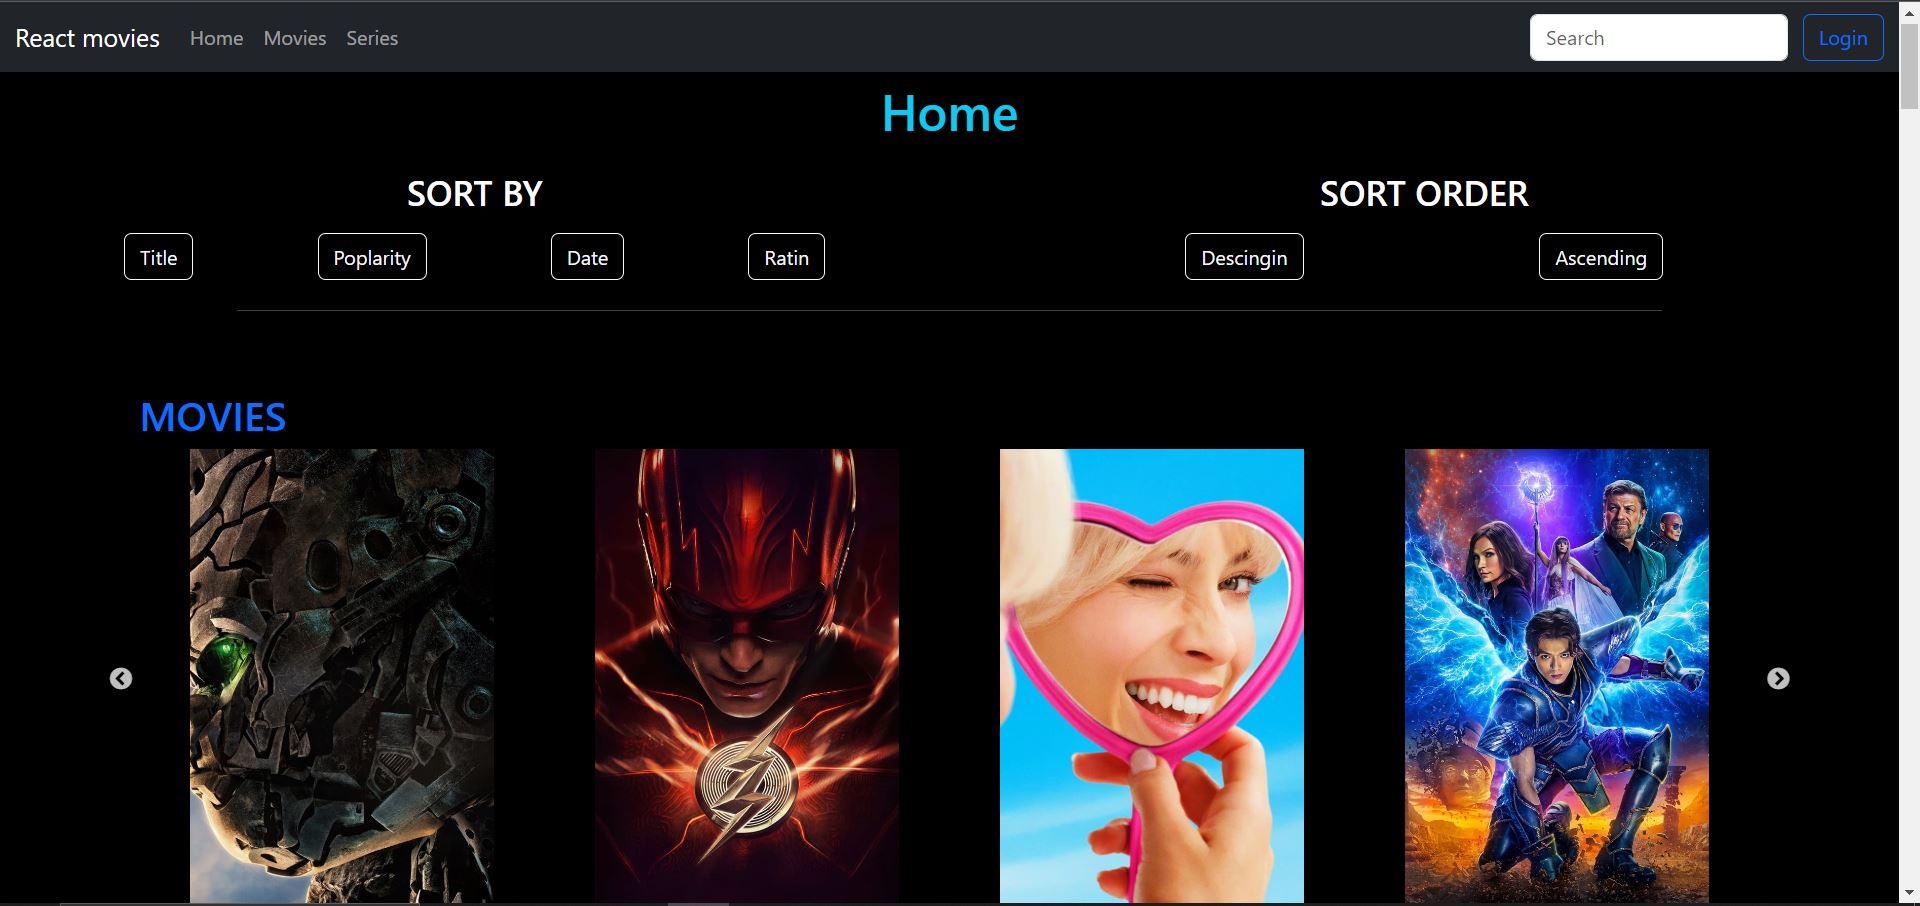 React movies Home Movies Series Search Login
Home
SORT BY SORT ORDER
Title Poplarity Date Ratin Descingin Ascending
MOVIES